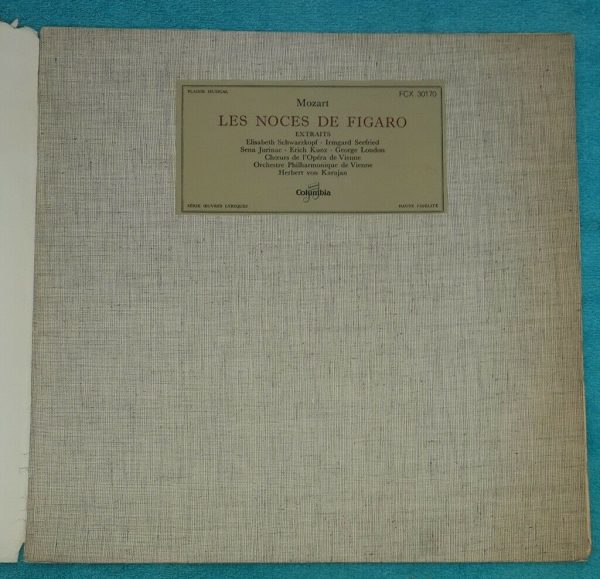 PLAISIR MUSICAL
FCX 30170
Mozart
LES NOCES DE FIGARO
EXTRAITS
Elisabeth Schwarzkopf · Irmgard Seefried
Sena Jurinac · Erich Kunz · George London
Chœurs de l'Opéra de Vienne
Orchestre Philharmonique de Vienne
Herbert von Karajan
Columbia
SÉRIE ŒUVRES LYRIQUES
HAUTE FIDÉLITÉ